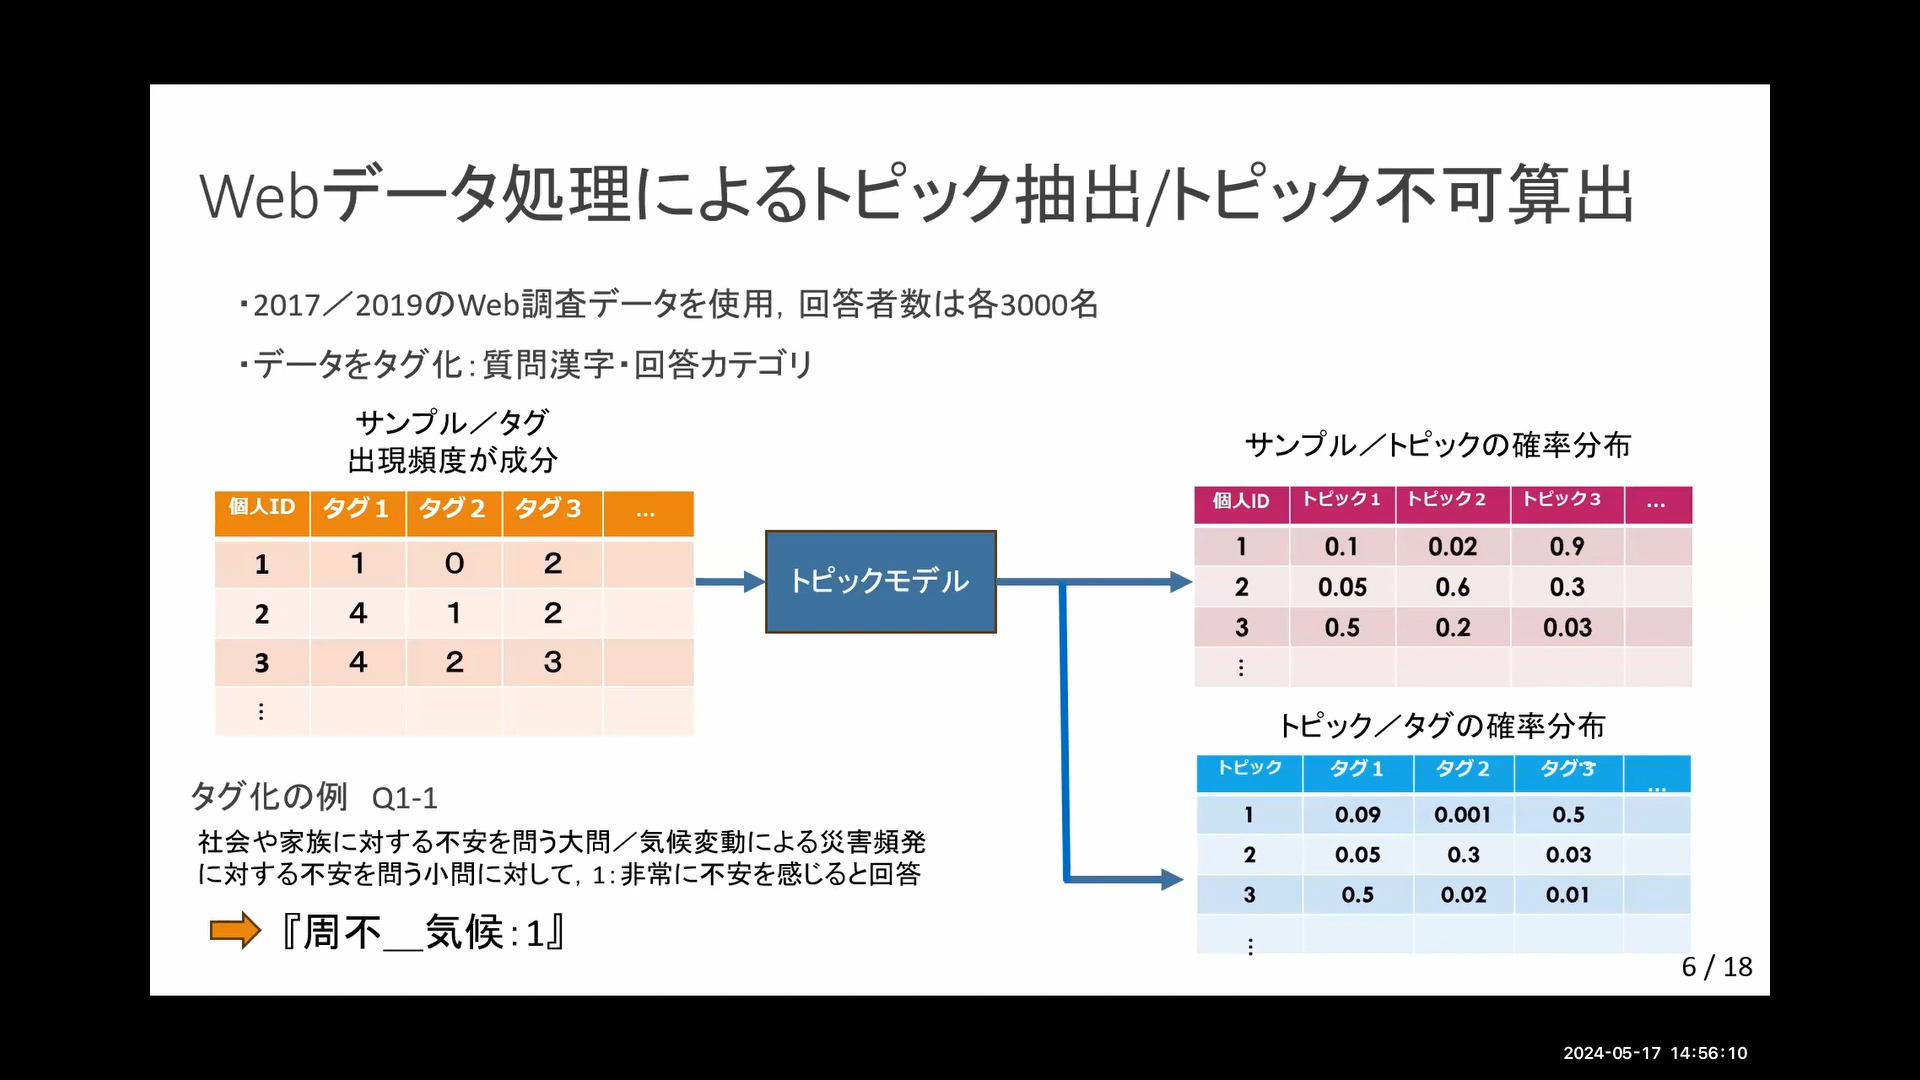 Webデータ処理によるトピック抽出/トピック不可算出
・2017／2019のWeb調査データを使用，回答者数は各3000名
・データをタグ化：質問漢字・回答カテゴリ
サンプル／タグ
出現頻度が成分
個人ID タグ１ タグ２ タグ３ …
1 1 0 2
2 4 1 2
3 4 2 3
⋮
トピックモデル
サンプル／トピックの確率分布
個人ID トピック１ トピック２ トピック３ …
1 0.1 0.02 0.9
2 0.05 0.6 0.3
3 0.5 0.2 0.03
⋮
トピック／タグの確率分布
トピック タグ１ タグ２ タグ３ …
1 0.09 0.001 0.5
2 0.05 0.3 0.03
3 0.5 0.02 0.01
⋮
タグ化の例 Q1-1
社会や家族に対する不安を問う大問／気候変動による災害頻発
に対する不安を問う小問に対して，1：非常に不安を感じると回答
『周不__気候：1』
6 / 18
2024-05-17 14:56:10